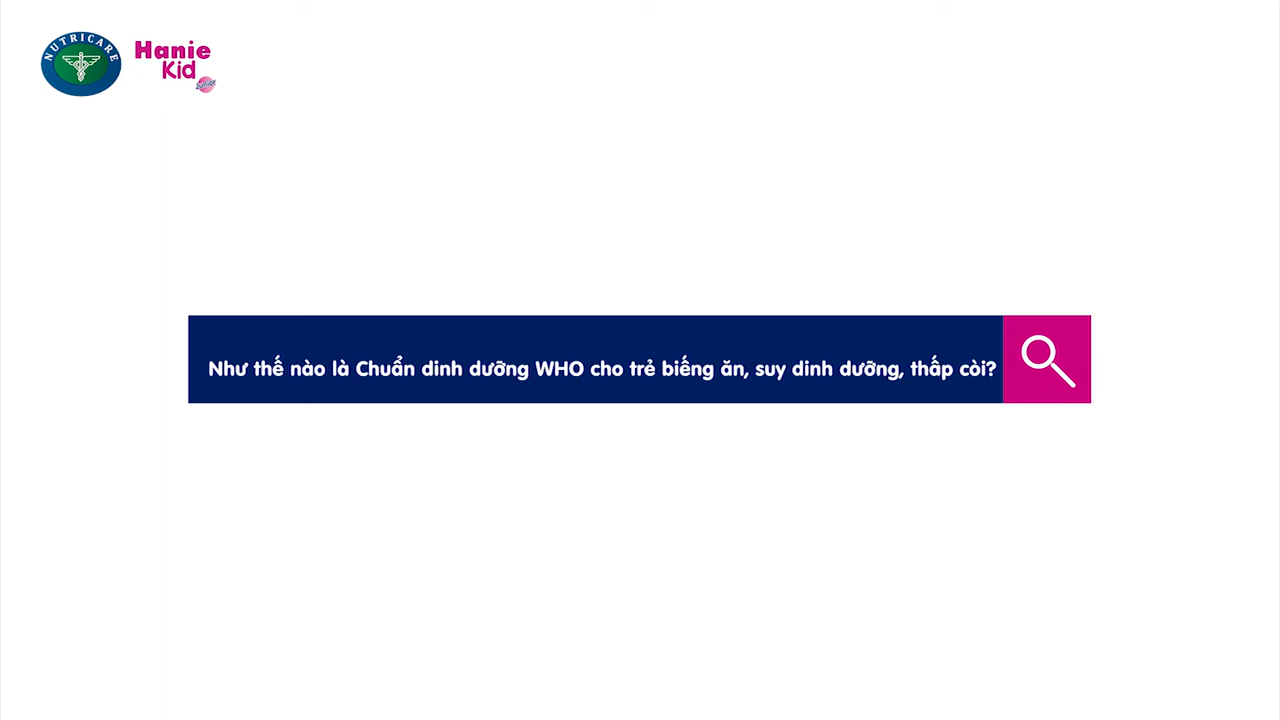 NUTRICARE
Hanie
Kid
Junior
Như thế nào là Chuẩn dinh dưỡng WHO cho trẻ biếng ăn, suy dinh dưỡng, thấp còi?